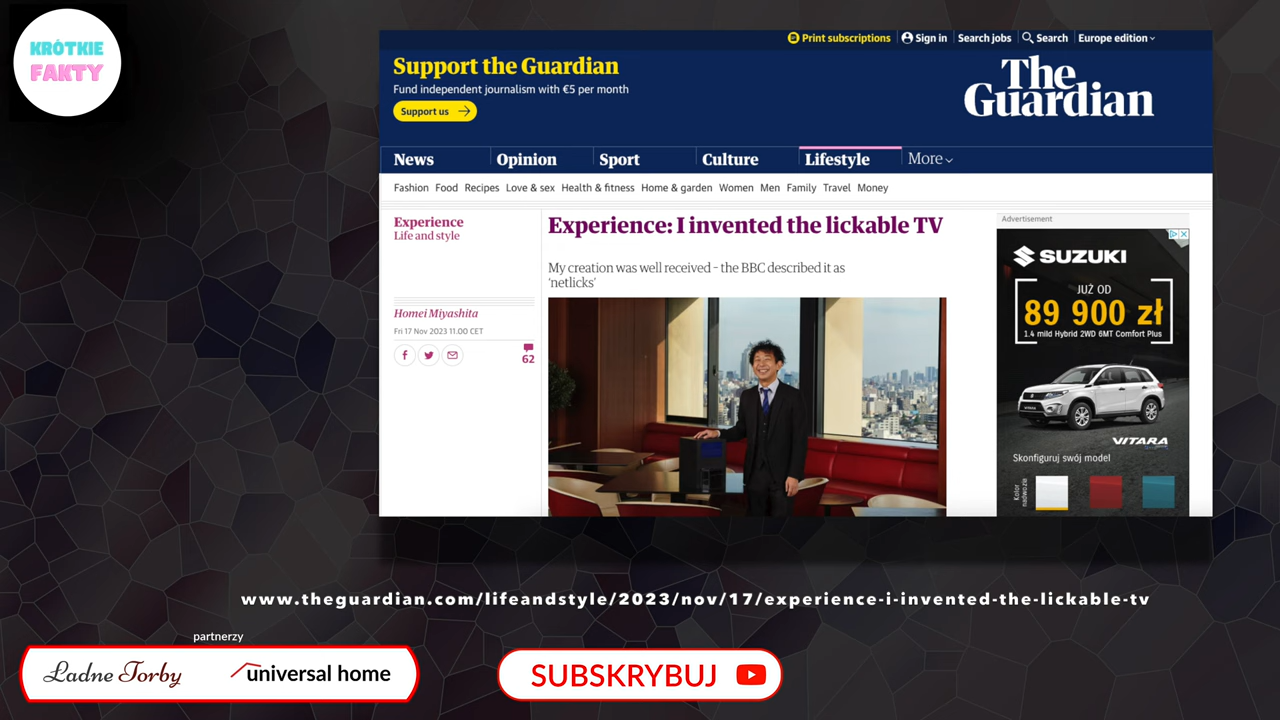 KRÓTKIE
FAKTY
Print subscriptions
Sign in
Search jobs
Search
Europe edition
Support the Guardian
Fund independent journalism with €5 per month
Support us
The
Guardian
News
Opinion
Sport
Culture
Lifestyle
More
Fashion
Food
Recipes
Love & sex
Health & fitness
Home & garden
Women
Men
Family
Travel
Money
Experience
Life and style
Homei Miyashita
Fri 17 Nov 2023 11.00 CET
62
Experience: I invented the lickable TV
My creation was well received – the BBC described it as
‘netlicks’
Advertisement
SUZUKI
JUŻ OD
89 900 zł
1.4 mild Hybrid 2WD 6MT Comfort Plus
VITARA
Skonfiguruj swój model
Kolor
nadwozia
www.theguardian.com/lifeandstyle/2023/nov/17/experience-i-invented-the-lickable-tv
partnerzy
Ładne Torby
universal home
SUBSKRYBUJ